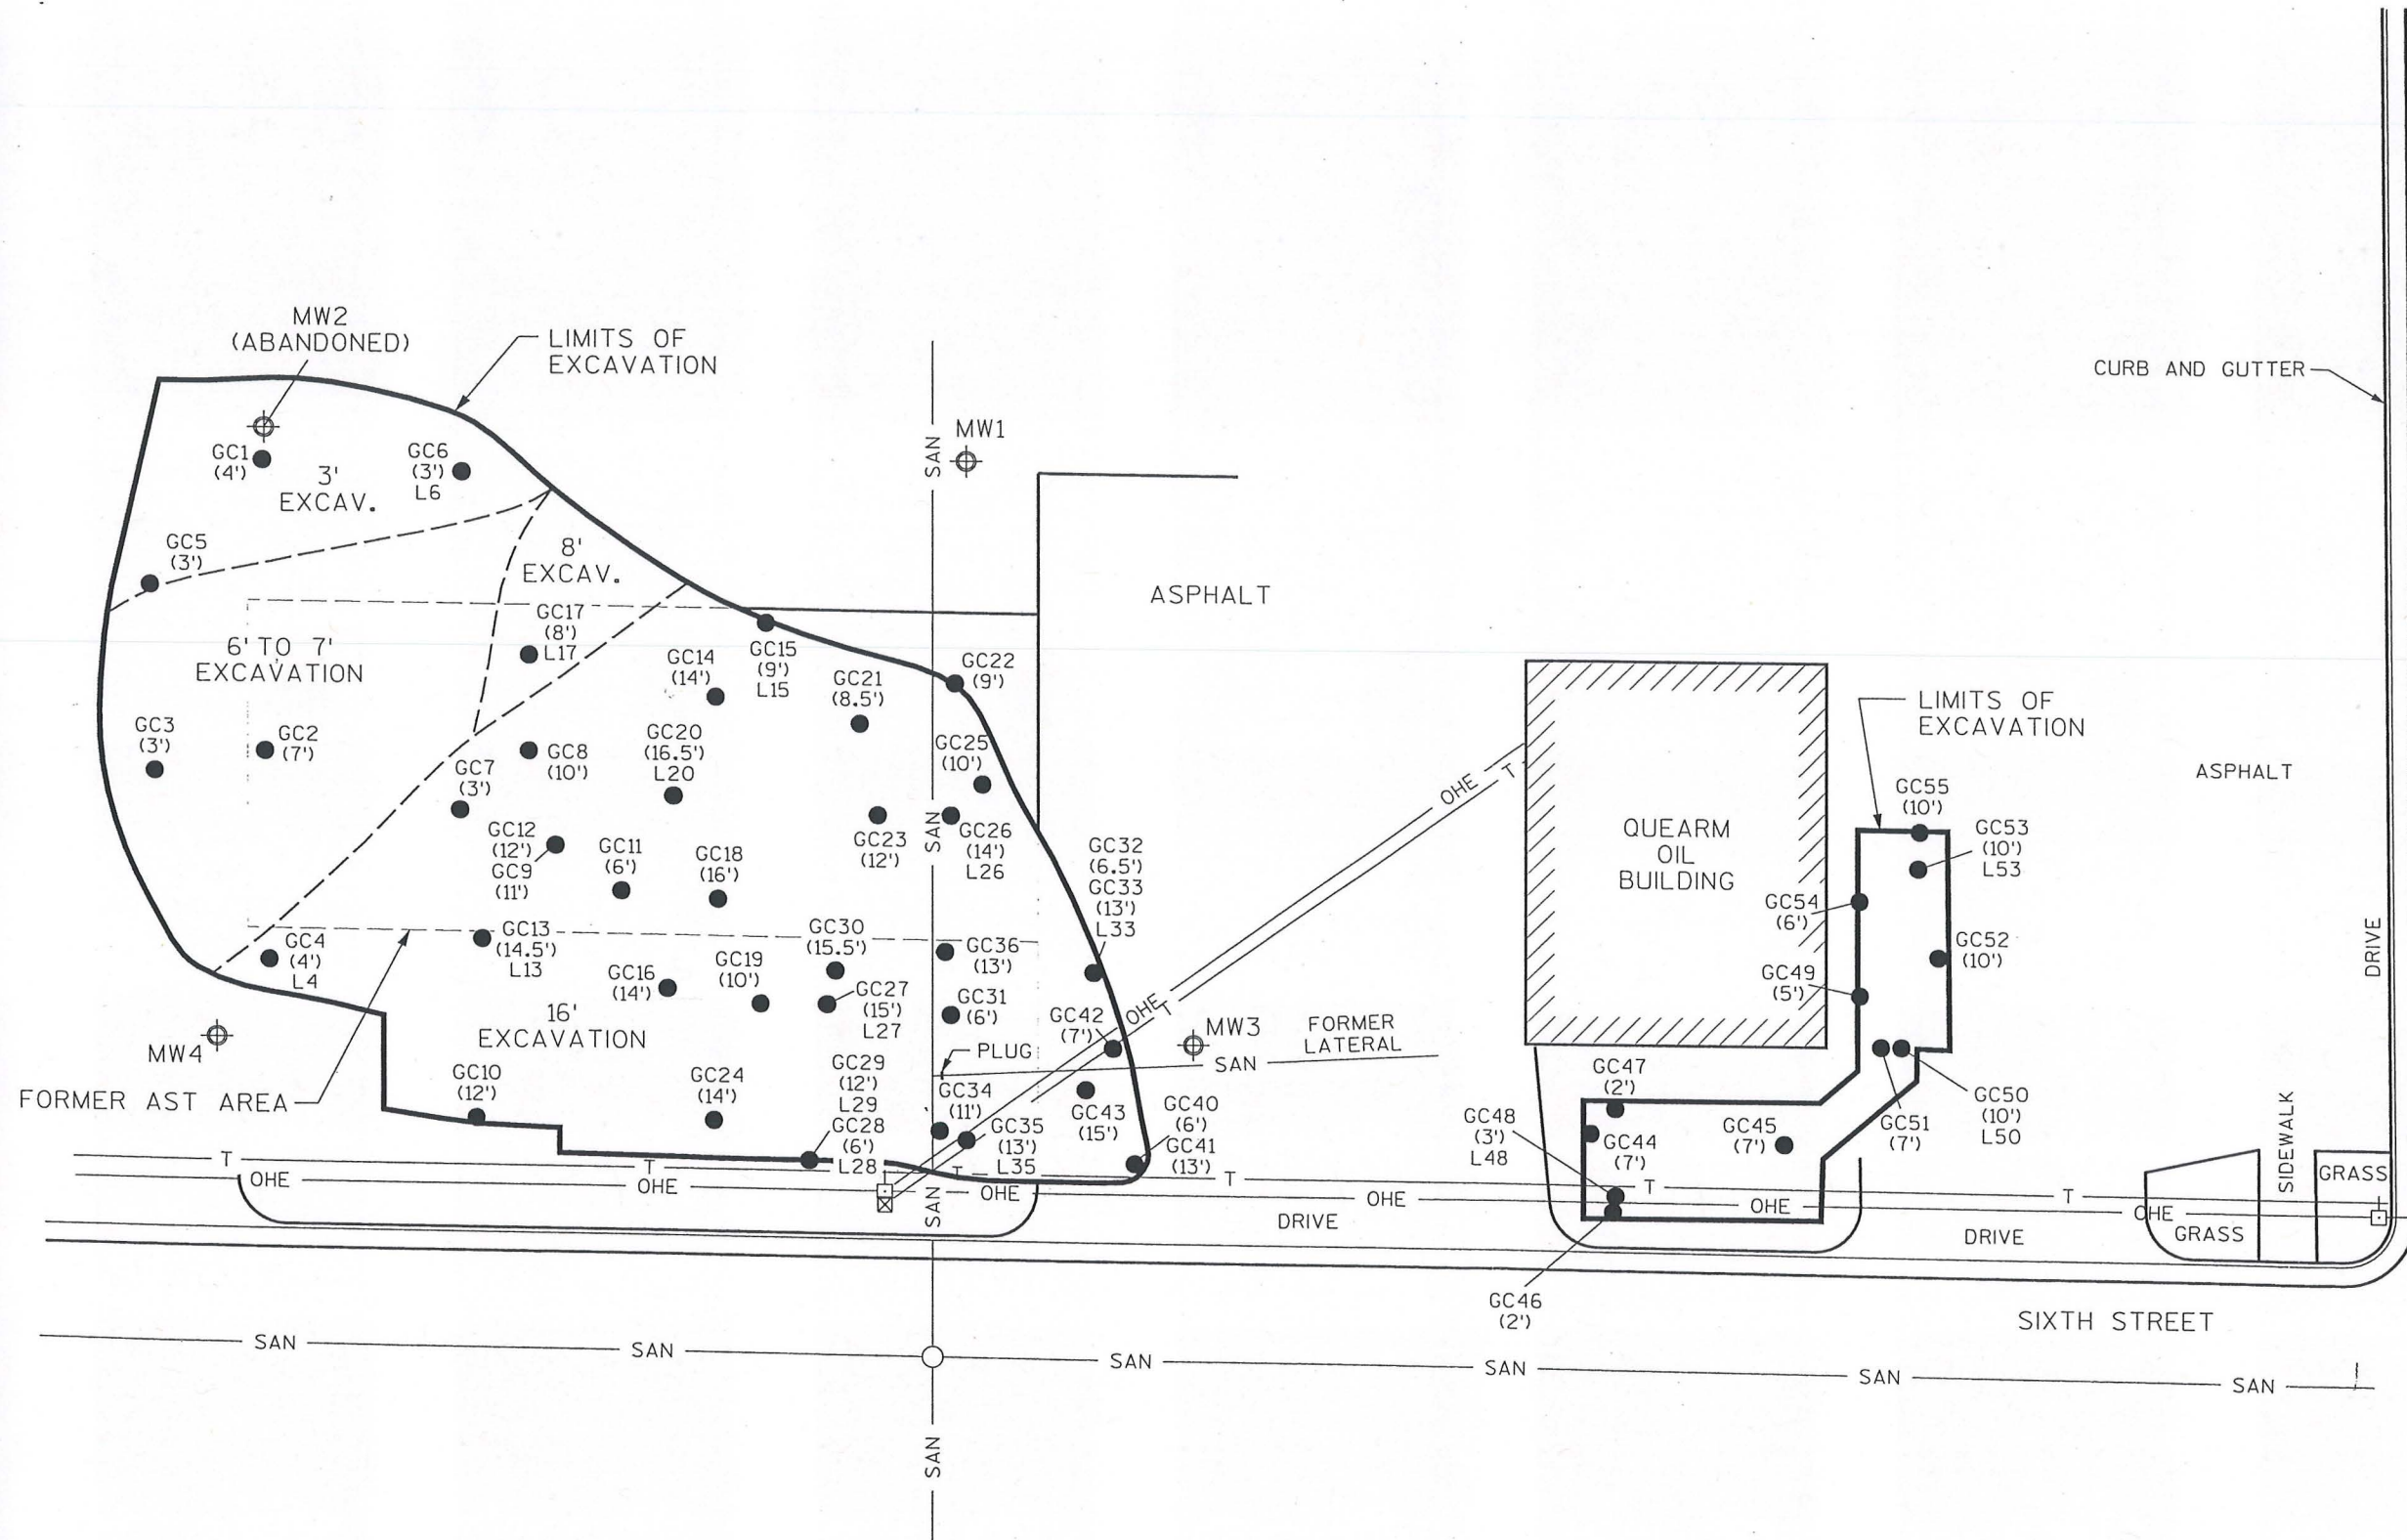 MW2
(ABANDONED)
LIMITS OF
EXCAVATION
CURB AND GUTTER
SAN
MW1
GC1
(4')
3'
EXCAV.
GC6
(3')
L6
GC5
(3')
8'
EXCAV.
ASPHALT
GC17
(8')
L17
6' TO 7'
EXCAVATION
GC14
(14')
GC15
(9')
L15
GC21
(8.5')
GC22
(9')
LIMITS OF
EXCAVATION
GC3
(3')
GC2
(7')
GC7
(3')
GC8
(10')
GC20
(16.5')
L20
GC25
(10')
OHE
T
ASPHALT
GC12
(12')
GC9
(11')
GC11
(6')
GC18
(16')
GC23
(12')
SAN
GC26
(14')
L26
GC32
(6.5')
GC33
(13')
L33
QUEARM
OIL
BUILDING
GC55
(10')
GC53
(10')
L53
GC54
(6')
GC52
(10')
DRIVE
GC4
(4')
L4
GC13
(14.5')
L13
GC16
(14')
GC19
(10')
GC30
(15.5')
GC27
(15')
L27
GC36
(13')
GC31
(6')
GC49
(5')
16'
EXCAVATION
MW4
PLUG
GC42
(7')
OHE
T
MW3
FORMER
LATERAL
SAN
FORMER AST AREA
GC10
(12')
GC24
(14')
GC29
(12')
L29
GC28
(6')
L28
GC34
(11')
GC35
(13')
L35
GC43
(15')
GC40
(6')
GC41
(13')
GC47
(2')
GC48
(3')
L48
GC44
(7')
GC45
(7')
GC51
(7')
GC50
(10')
L50
SIDEWALK
GRASS
T
T
T
T
T
T
OHE
OHE
SAN
OHE
OHE
OHE
OHE
DRIVE
DRIVE
GRASS
GC46
(2')
SIXTH STREET
SAN
SAN
SAN
SAN
SAN
SAN
SAN